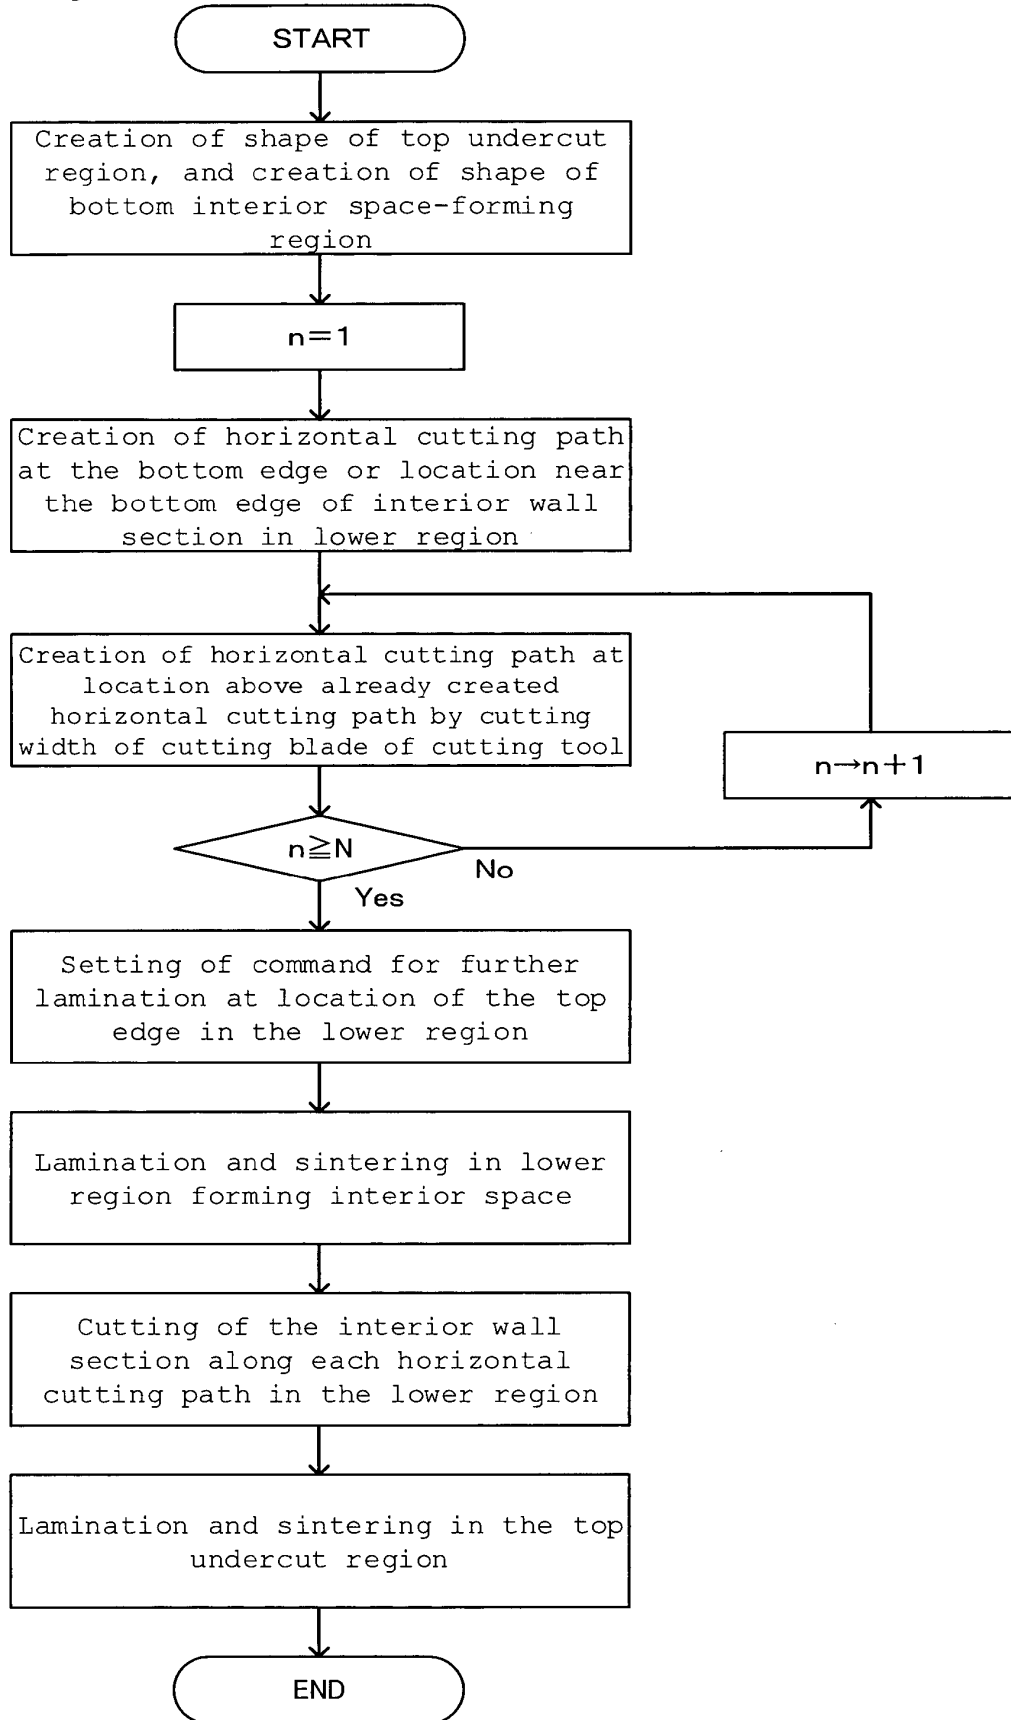 START
Creation of shape of top undercut
region, and creation of shape of
bottom interior space-forming
region
n=1
Creation of horizontal cutting path
at the bottom edge or location near
the bottom edge of interior wall
section in lower region
Creation of horizontal cutting path at
location above already created
horizontal cutting path by cutting
width of cutting blade of cutting tool
n→n+1
n≧N
No
Yes
Setting of command for further
lamination at location of the top
edge in the lower region
Lamination and sintering in lower
region forming interior space
Cutting of the interior wall
section along each horizontal
cutting path in the lower region
Lamination and sintering in the top
undercut region
END